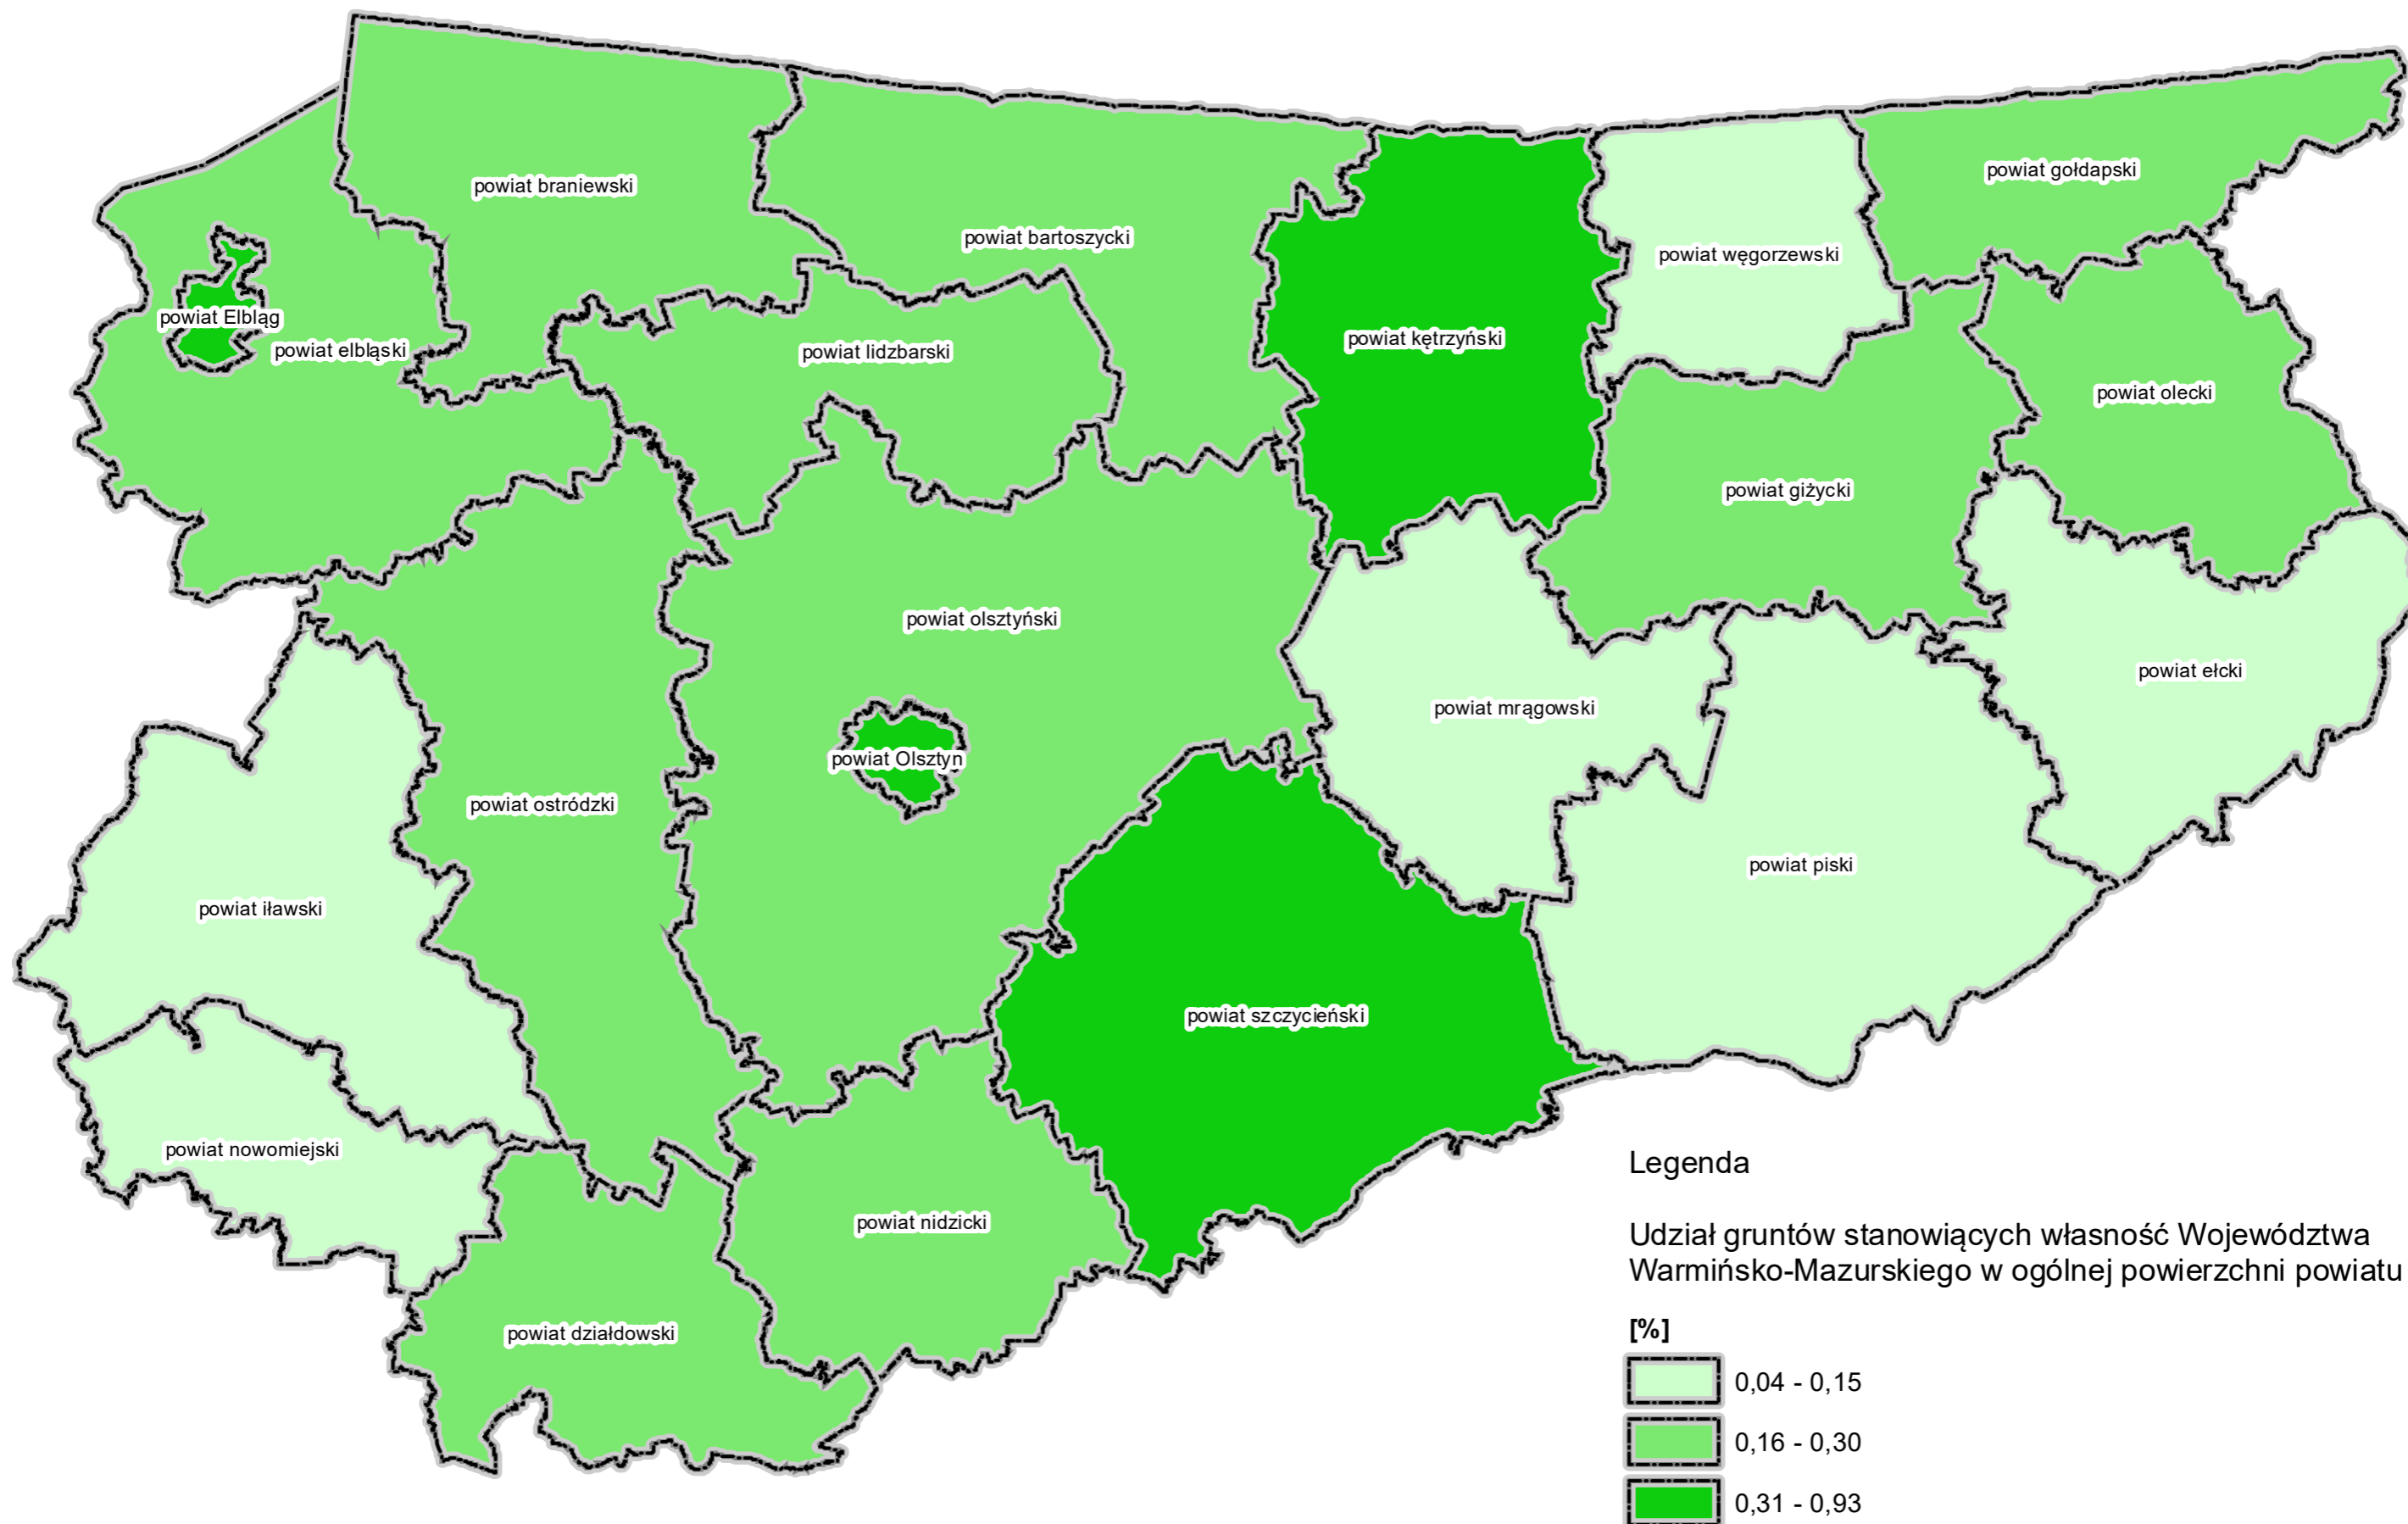 powiat braniewski
powiat gołdapski
powiat bartoszycki
powiat węgorzewski
powiat Elbląg
powiat kętrzyński
powiat elbląski
powiat lidzbarski
powiat olecki
powiat giżycki
powiat olsztyński
powiat ełcki
powiat mrągowski
powiat Olsztyn
powiat ostródzki
powiat piski
powiat iławski
powiat szczycieński
powiat nowomiejski
powiat nidzicki
powiat działdowski
Legenda
Udział gruntów stanowiących własność Województwa
Warmińsko-Mazurskiego w ogólnej powierzchni powiatu
[%]
0,04 - 0,15
0,16 - 0,30
0,31 - 0,93